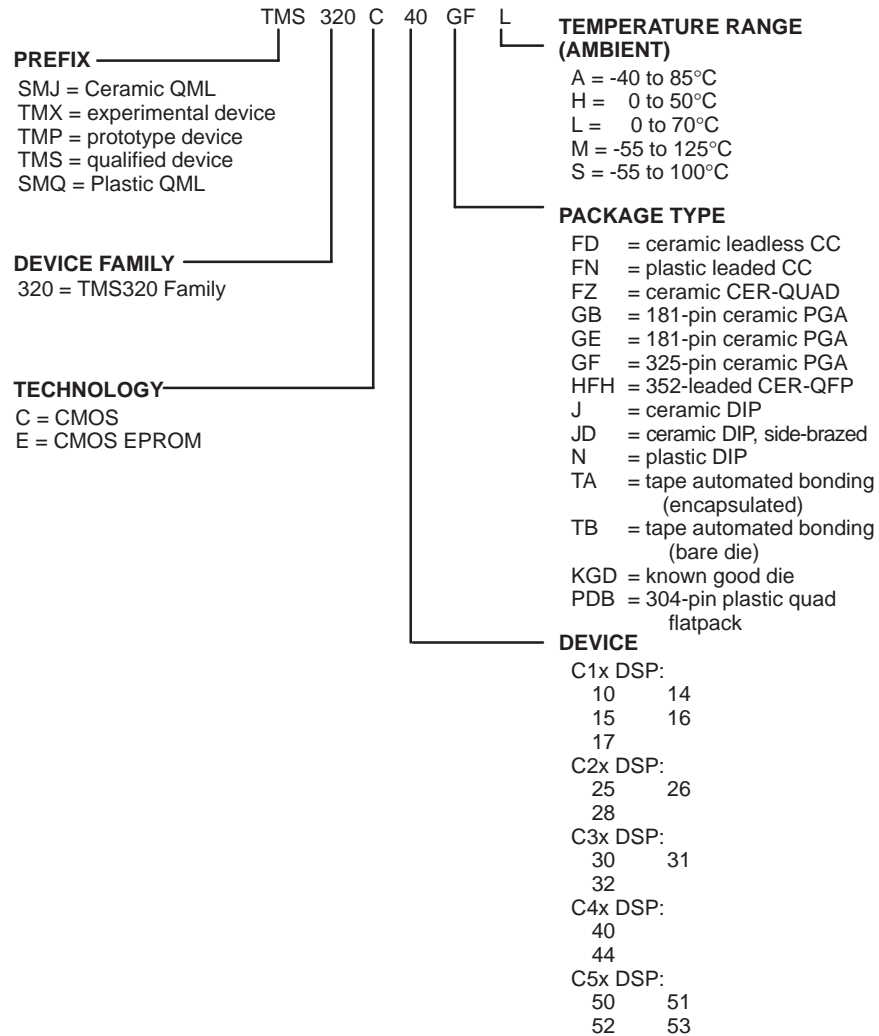 TMS 320 C 40 GF L
PREFIX
SMJ = Ceramic QML
TMX = experimental device
TMP = prototype device
TMS = qualified device
SMQ = Plastic QML
DEVICE FAMILY
320 = TMS320 Family
TECHNOLOGY
C = CMOS
E = CMOS EPROM
TEMPERATURE RANGE
(AMBIENT)
A = -40 to 85°C
H = 0 to 50°C
L = 0 to 70°C
M = -55 to 125°C
S = -55 to 100°C
PACKAGE TYPE
FD = ceramic leadless CC
FN = plastic leaded CC
FZ = ceramic CER-QUAD
GB = 181-pin ceramic PGA
GE = 181-pin ceramic PGA
GF = 325-pin ceramic PGA
HFH = 352-leaded CER-QFP
J = ceramic DIP
JD = ceramic DIP, side-brazed
N = plastic DIP
TA = tape automated bonding
(encapsulated)
TB = tape automated bonding
(bare die)
KGD = known good die
PDB = 304-pin plastic quad
flatpack
DEVICE
C1x DSP:
10 14
15 16
17
C2x DSP:
25 26
28
C3x DSP:
30 31
32
C4x DSP:
40
44
C5x DSP:
50 51
52 53